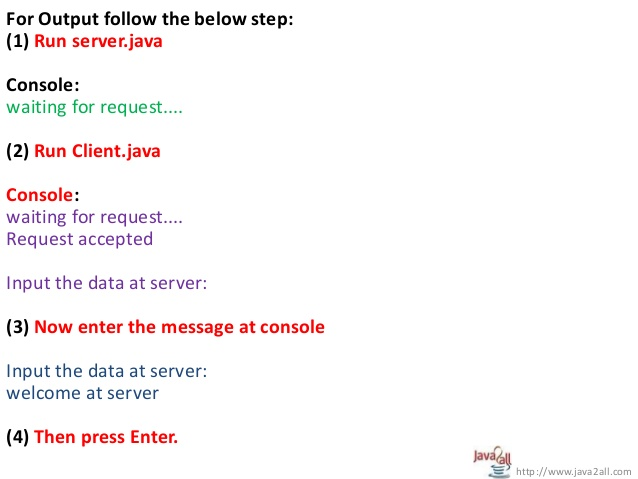 For Output follow the below step:
(1) Run server.java
Console:
waiting for request....
(2) Run Client.java
Console:
waiting for request....
Request accepted
Input the data at server:
(3) Now enter the message at console
Input the data at server:
welcome at server
(4) Then press Enter.
Java2all
http://www.java2all.com